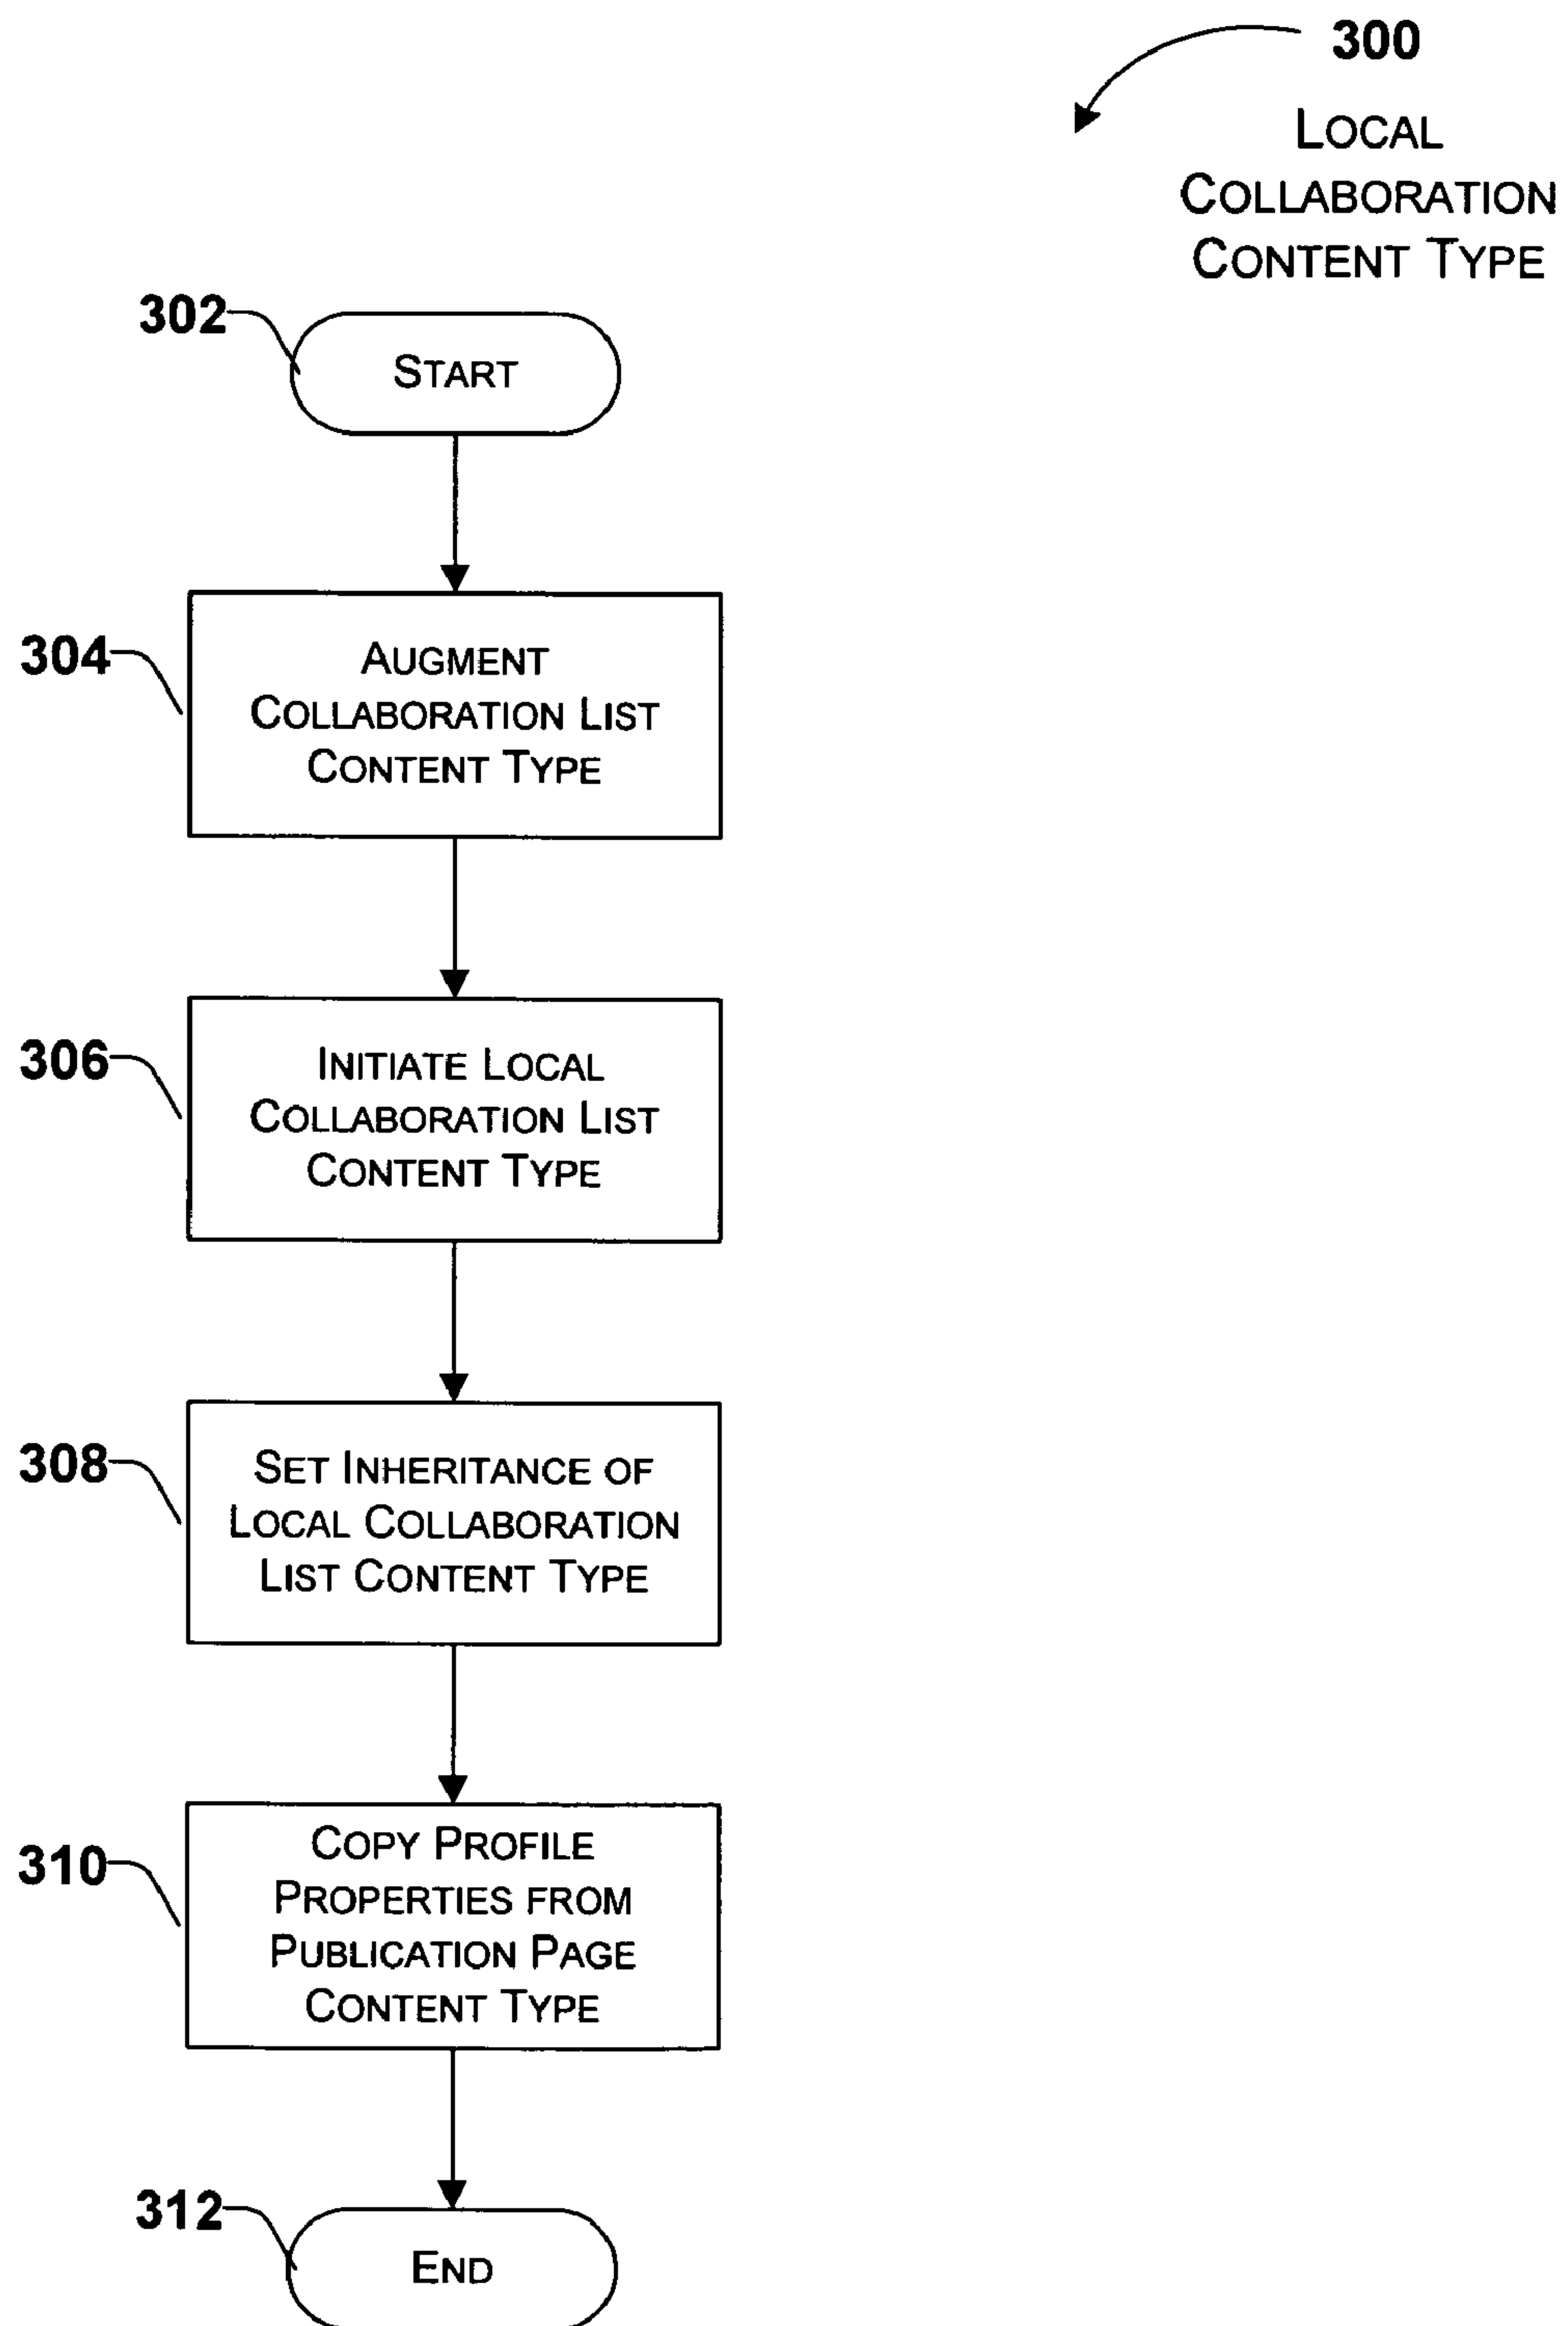 300
LOCAL
COLLABORATION
CONTENT TYPE
302
START
304
AUGMENT
COLLABORATION LIST
CONTENT TYPE
306
INITIATE LOCAL
COLLABORATION LIST
CONTENT TYPE
308
SET INHERITANCE OF
LOCAL COLLABORATION
LIST CONTENT TYPE
310
COPY PROFILE
PROPERTIES FROM
PUBLICATION PAGE
CONTENT TYPE
312
END